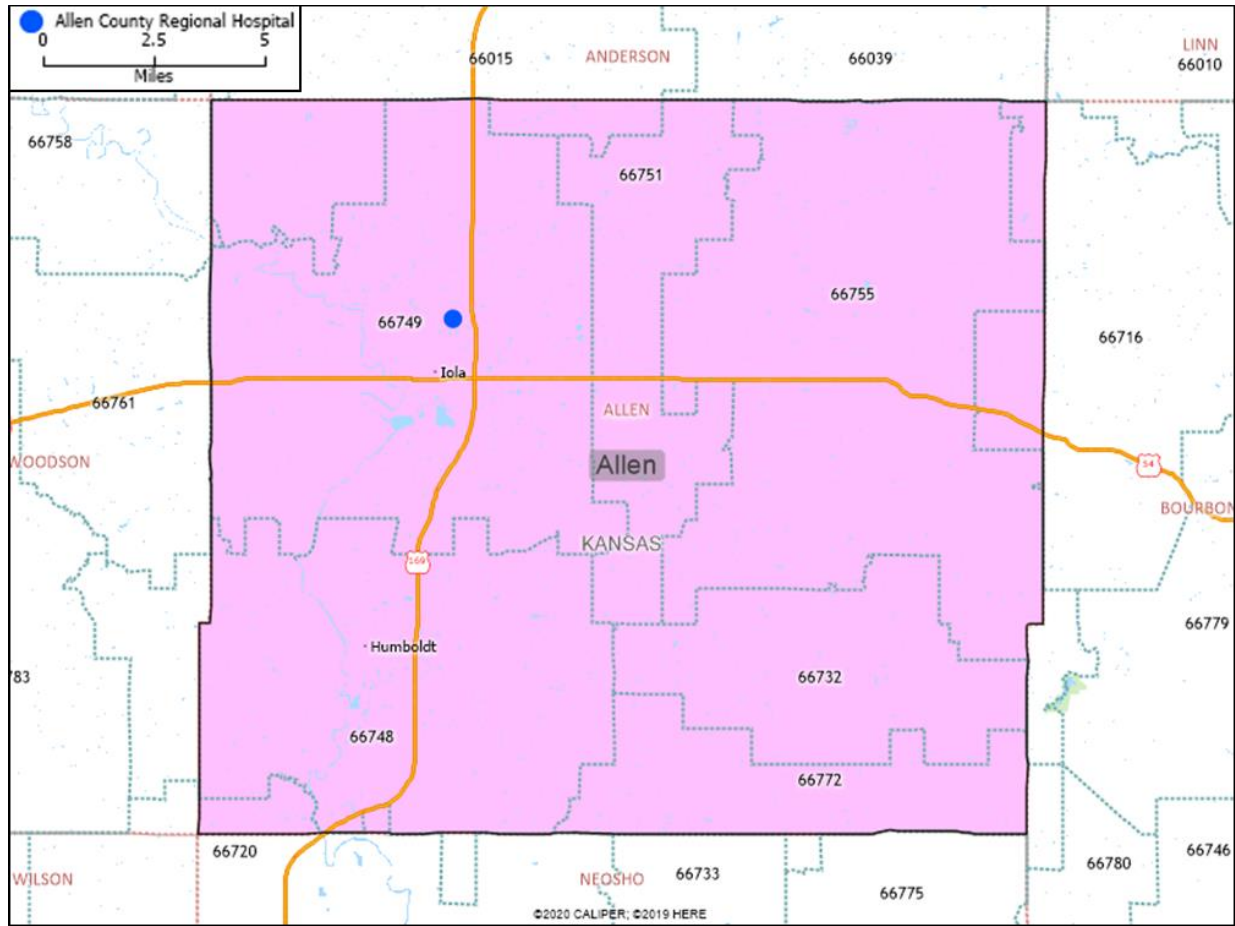 Allen County Regional Hospital
0 2.5 5
Miles
66015
ANDERSON
66039
LINN
66010
66758
66751
66755
66749
66716
Iola
66761
ALLEN
WOODSON
Allen
54
BOURBON
KANSAS
169
66779
Humboldt
783
66732
66748
66772
66720
66733
66780
66746
WILSON
NEOSHO
66775
©2020 CALIPER; ©2019 HERE